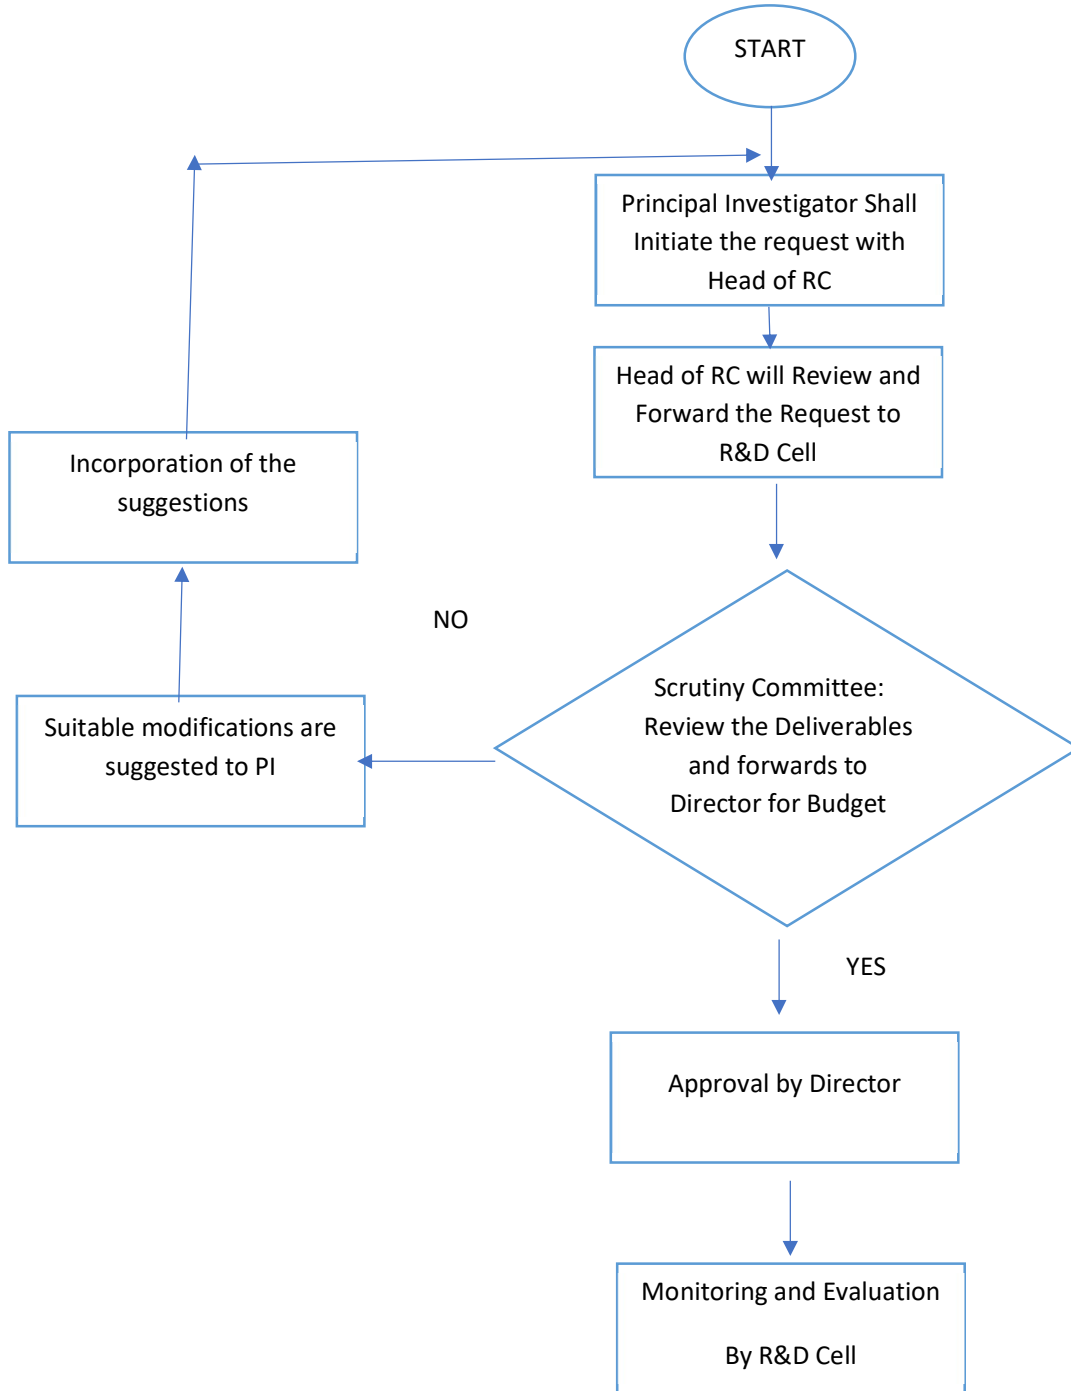 START
Principal Investigator Shall
Initiate the request with
Head of RC
Head of RC will Review and
Forward the Request to
R&D Cell
Incorporation of the
suggestions
NO
Scrutiny Committee:
Review the Deliverables
and forwards to
Director for Budget
Suitable modifications are
suggested to PI
YES
Approval by Director
Monitoring and Evaluation
By R&D Cell